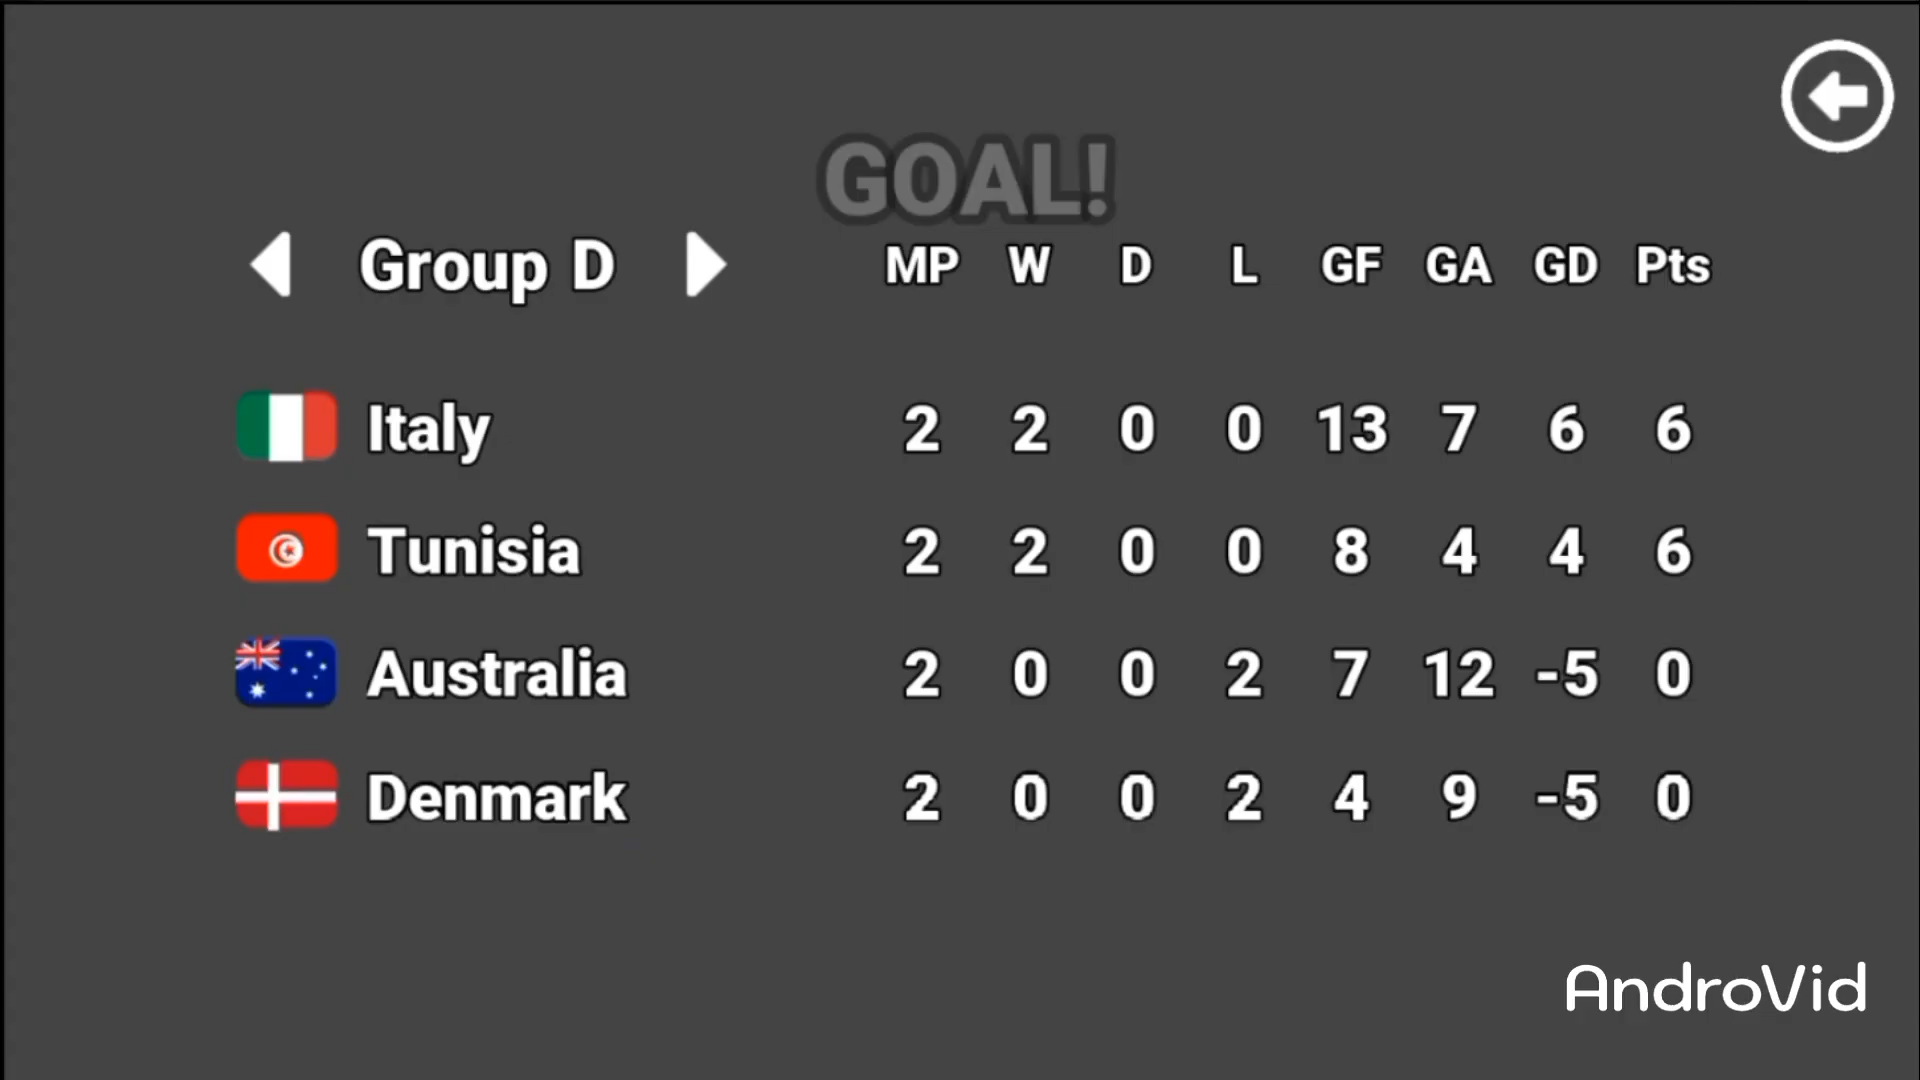 GOAL!
Group D MP W D L GF GA GD Pts
Italy 2 2 0 0 13 7 6 6
Tunisia 2 2 0 0 8 4 4 6
Australia 2 0 0 2 7 12 -5 0
Denmark 2 0 0 2 4 9 -5 0
AndroVid